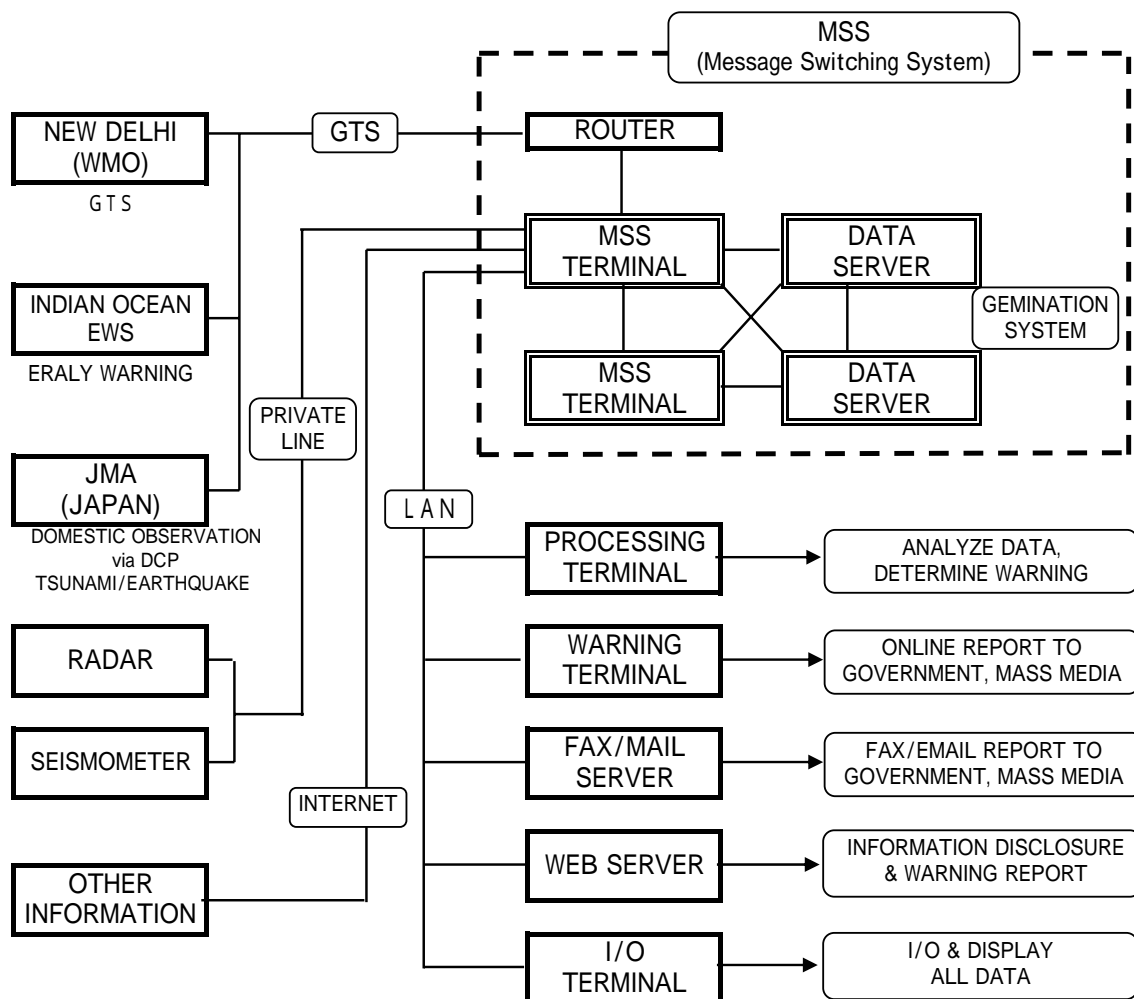 MSS
(Message Switching System)
NEW DELHI
(WMO)
GTS
GTS
ROUTER
MSS
TERMINAL
DATA
SERVER
INDIAN OCEAN
EWS
ERALY WARNING
GEMINATION
SYSTEM
MSS
TERMINAL
DATA
SERVER
PRIVATE
LINE
JMA
(JAPAN)
DOMESTIC OBSERVATION
via DCP
TSUNAMI/EARTHQUAKE
LAN
PROCESSING
TERMINAL
ANALYZE DATA,
DETERMINE WARNING
RADAR
WARNING
TERMINAL
ONLINE REPORT TO
GOVERNMENT, MASS MEDIA
SEISMOMETER
FAX/MAIL
SERVER
FAX/EMAIL REPORT TO
GOVERNMENT, MASS MEDIA
INTERNET
OTHER
INFORMATION
WEB SERVER
INFORMATION DISCLOSURE
& WARNING REPORT
I/O
TERMINAL
I/O & DISPLAY
ALL DATA